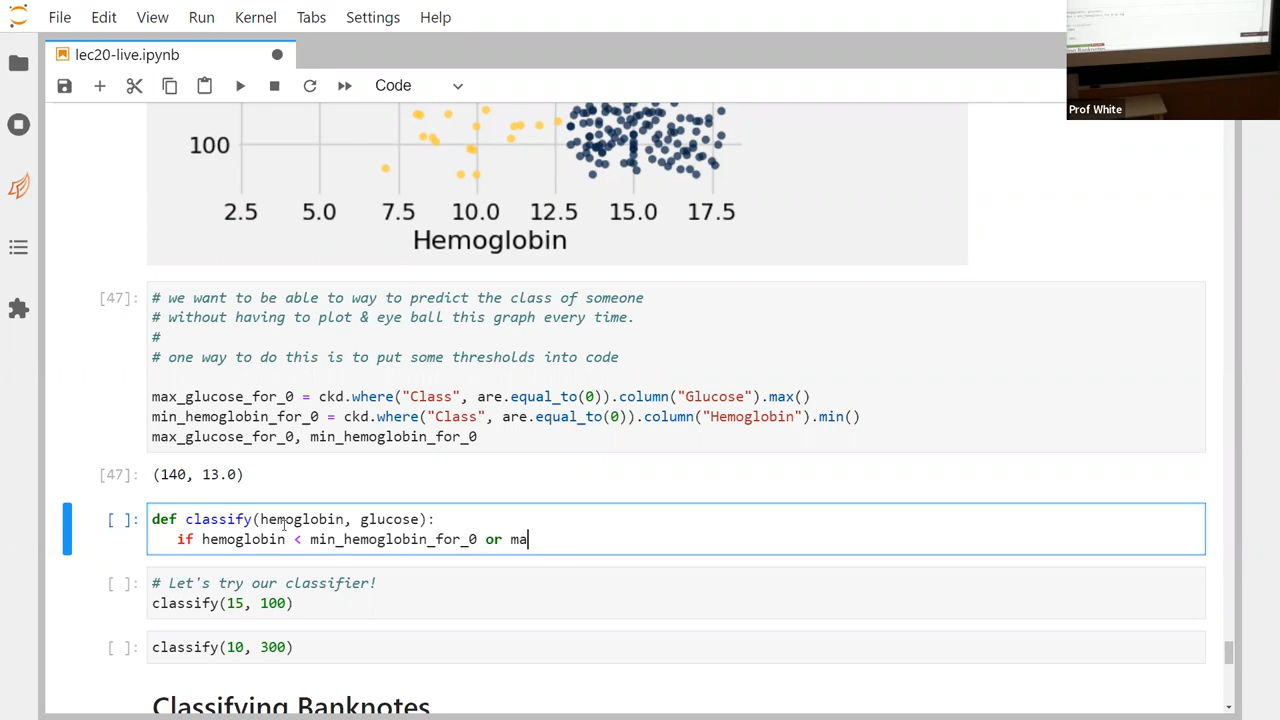 File Edit View Run Kernel Tabs Settings Help
lec20-live.ipynb
Code
Prof White
100
2.5 5.0 7.5 10.0 12.5 15.0 17.5
Hemoglobin
[47]: # we want to be able to way to predict the class of someone
# without having to plot & eye ball this graph every time.
#
# one way to do this is to put some thresholds into code
max_glucose_for_0 = ckd.where("Class", are.equal_to(0)).column("Glucose").max()
min_hemoglobin_for_0 = ckd.where("Class", are.equal_to(0)).column("Hemoglobin").min()
max_glucose_for_0, min_hemoglobin_for_0
[47]: (140, 13.0)
[ ]: def classify(hemoglobin, glucose):
if hemoglobin < min_hemoglobin_for_0 or ma
[ ]: # Let's try our classifier!
classify(15, 100)
[ ]: classify(10, 300)
Classifying Banknotes